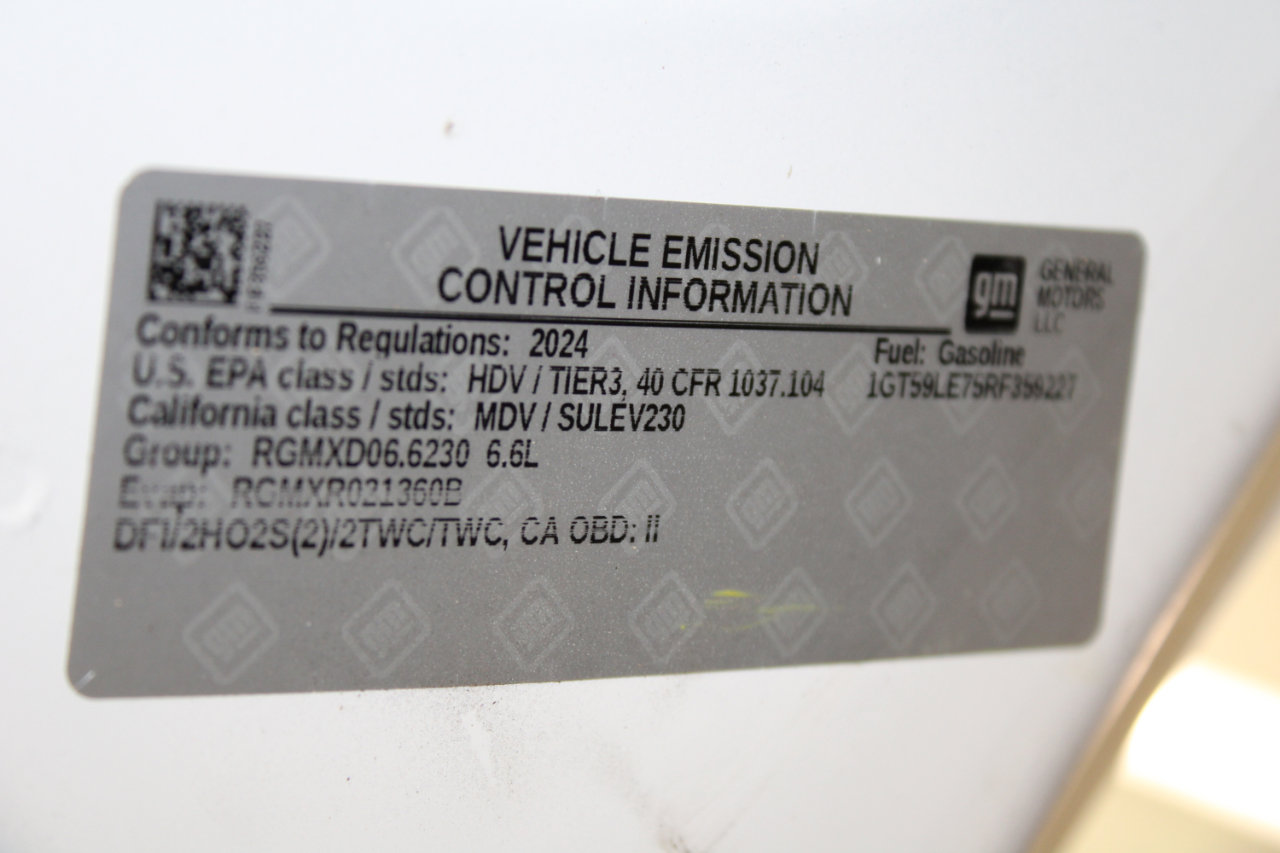 VEHICLE EMISSION
CONTROL INFORMATION
gm
GENERAL
MOTORS
LLC
Conforms to Regulations: 2024
Fuel: Gasoline
U.S. EPA class / stds: HDV / TIER3, 40 CFR 1037.104
California class / stds: MDV / SULEV230
Group: RGMXD06.6230 6.6L
Evap: RGMXR021360B
DFI/2HO2S(2)/2TWC/TWC, CA OBD: II